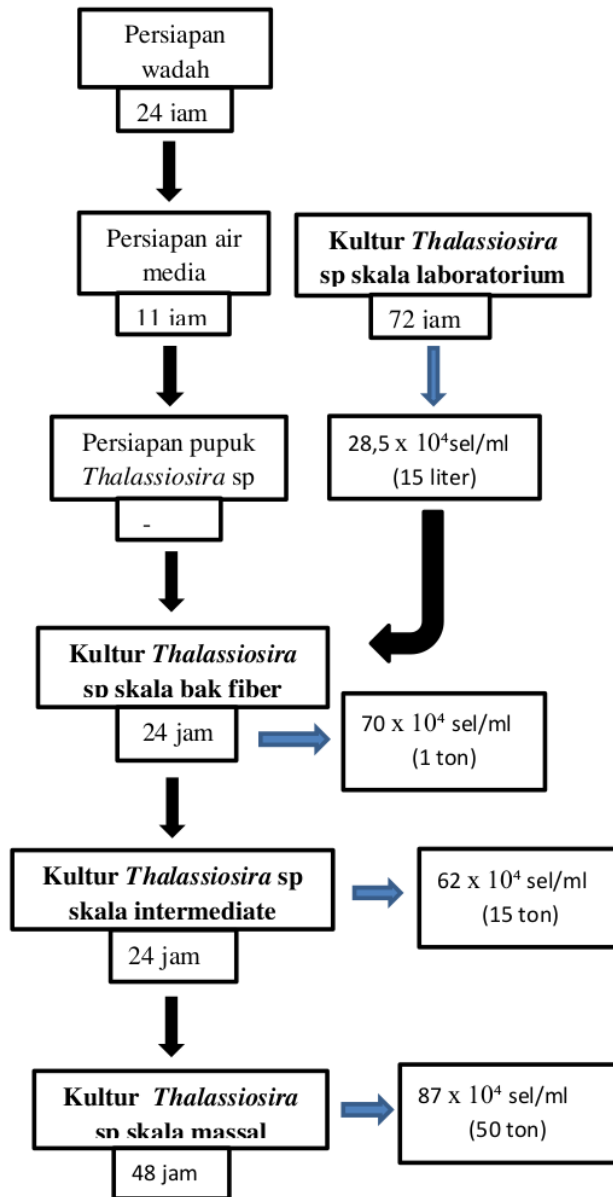 Persiapan
wadah
24 jam
Persiapan air
media
11 jam
Kultur Thalassiosira
sp skala laboratorium
72 jam
Persiapan pupuk
Thalassiosira sp
-
28,5 x 10⁴sel/ml
(15 liter)
Kultur Thalassiosira
sp skala bak fiber
24 jam
70 x 10⁴ sel/ml
(1 ton)
Kultur Thalassiosira sp
skala intermediate
24 jam
62 x 10⁴ sel/ml
(15 ton)
Kultur Thalassiosira
sp skala massal
48 jam
87 x 10⁴ sel/ml
(50 ton)